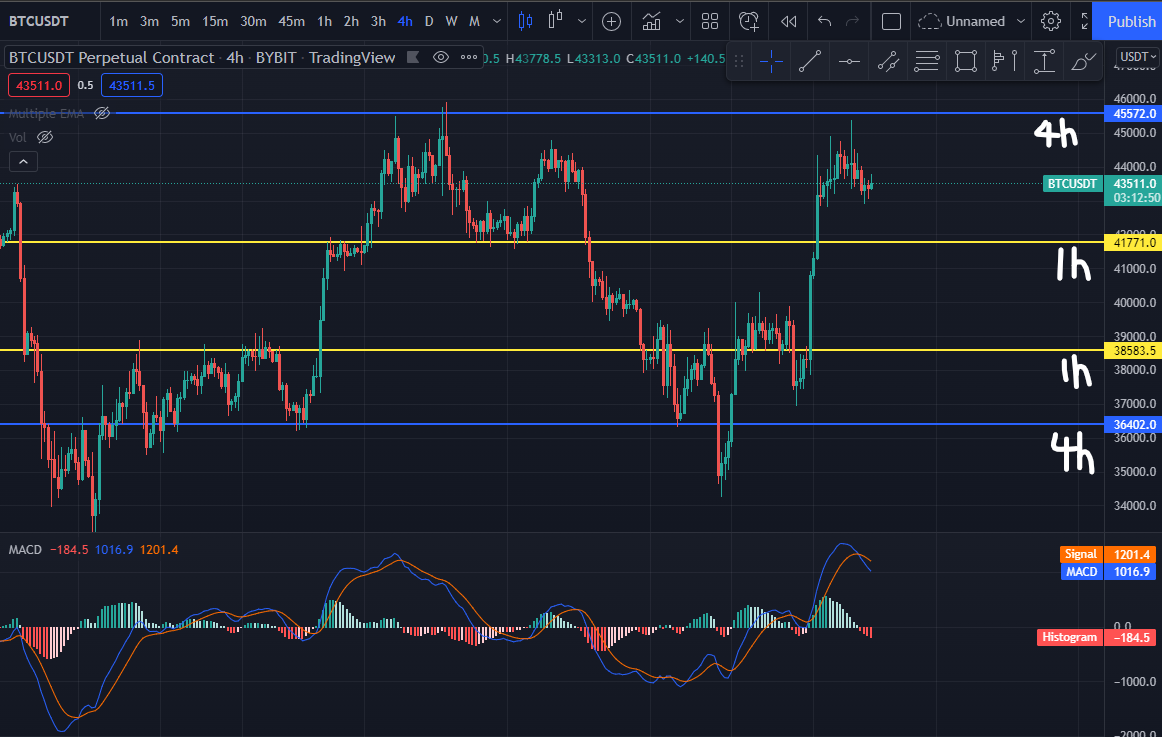 BTCUSDT 1m 3m 5m 15m 30m 45m 1h 2h 3h 4h D W M Unnamed Publish
BTCUSDT Perpetual Contract · 4h · BYBIT · TradingView 0.5 H43778.5 L43313.0 C43511.0 +140.5 USDT
43511.0 0.5 43511.5
Multiple EMA
Vol
46000.0
45572.0
4h
45000.0
44000.0
BTCUSDT 43511.0
03:12:50
42000.0
41771.0
1h
41000.0
40000.0
39000.0
38583.5
1h
38000.0
37000.0
36402.0
36000.0
4h
35000.0
34000.0
MACD −184.5 1016.9 1201.4
Signal 1201.4
MACD 1016.9
0.0
Histogram −184.5
−1000.0
−2000.0